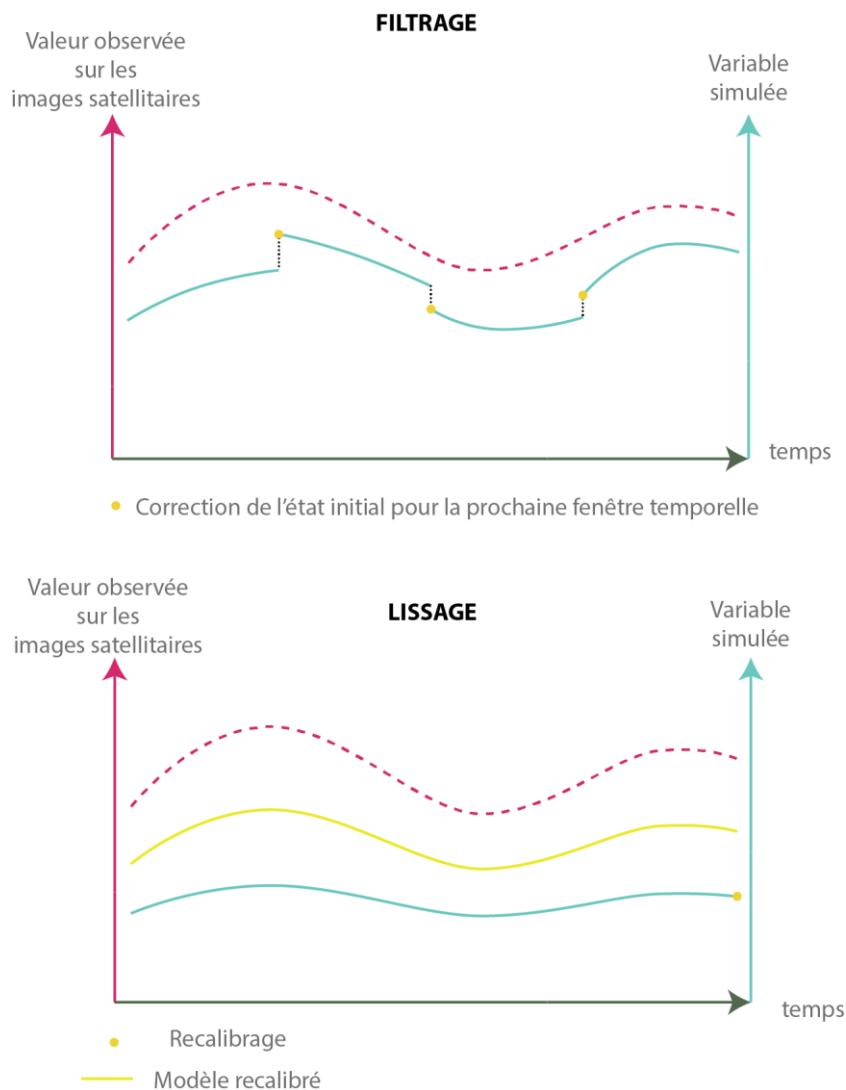 FILTRAGE
Valeur observée
sur les
images satellitaires
Variable
simulée
temps
Correction de l'état initial pour la prochaine fenêtre temporelle
Valeur observée
sur les
images satellitaires
LISSAGE
Variable
simulée
temps
Recalibrage
Modèle recalibré